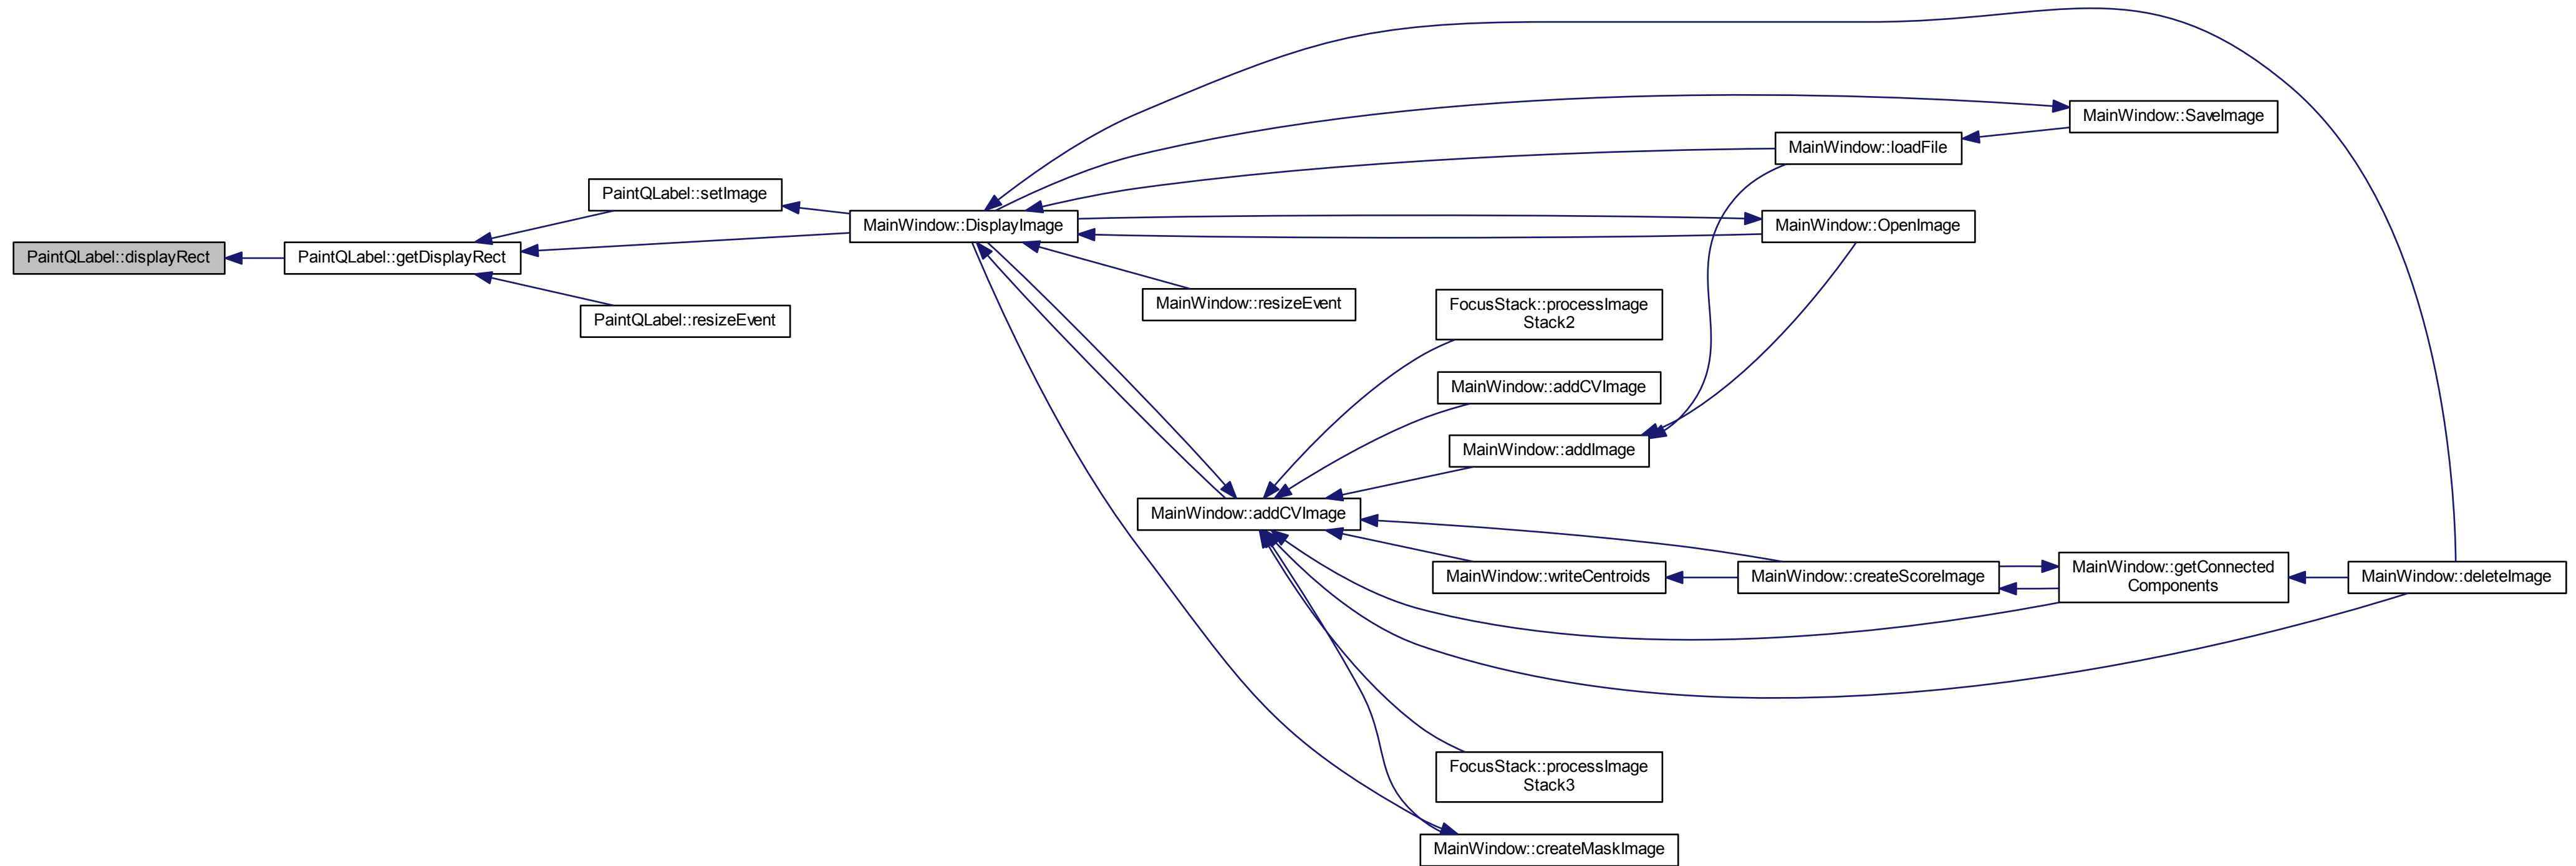 MainWindow::SaveImage
MainWindow::loadFile
PaintQLabel::setImage
MainWindow::DisplayImage
MainWindow::OpenImage
PaintQLabel::displayRect
PaintQLabel::getDisplayRect
MainWindow::resizeEvent
FocusStack::processImage
Stack2
PaintQLabel::resizeEvent
MainWindow::addCVImage
MainWindow::addImage
MainWindow::addCVImage
MainWindow::writeCentroids
MainWindow::createScoreImage
MainWindow::getConnected
Components
MainWindow::deleteImage
FocusStack::processImage
Stack3
MainWindow::createMaskImage